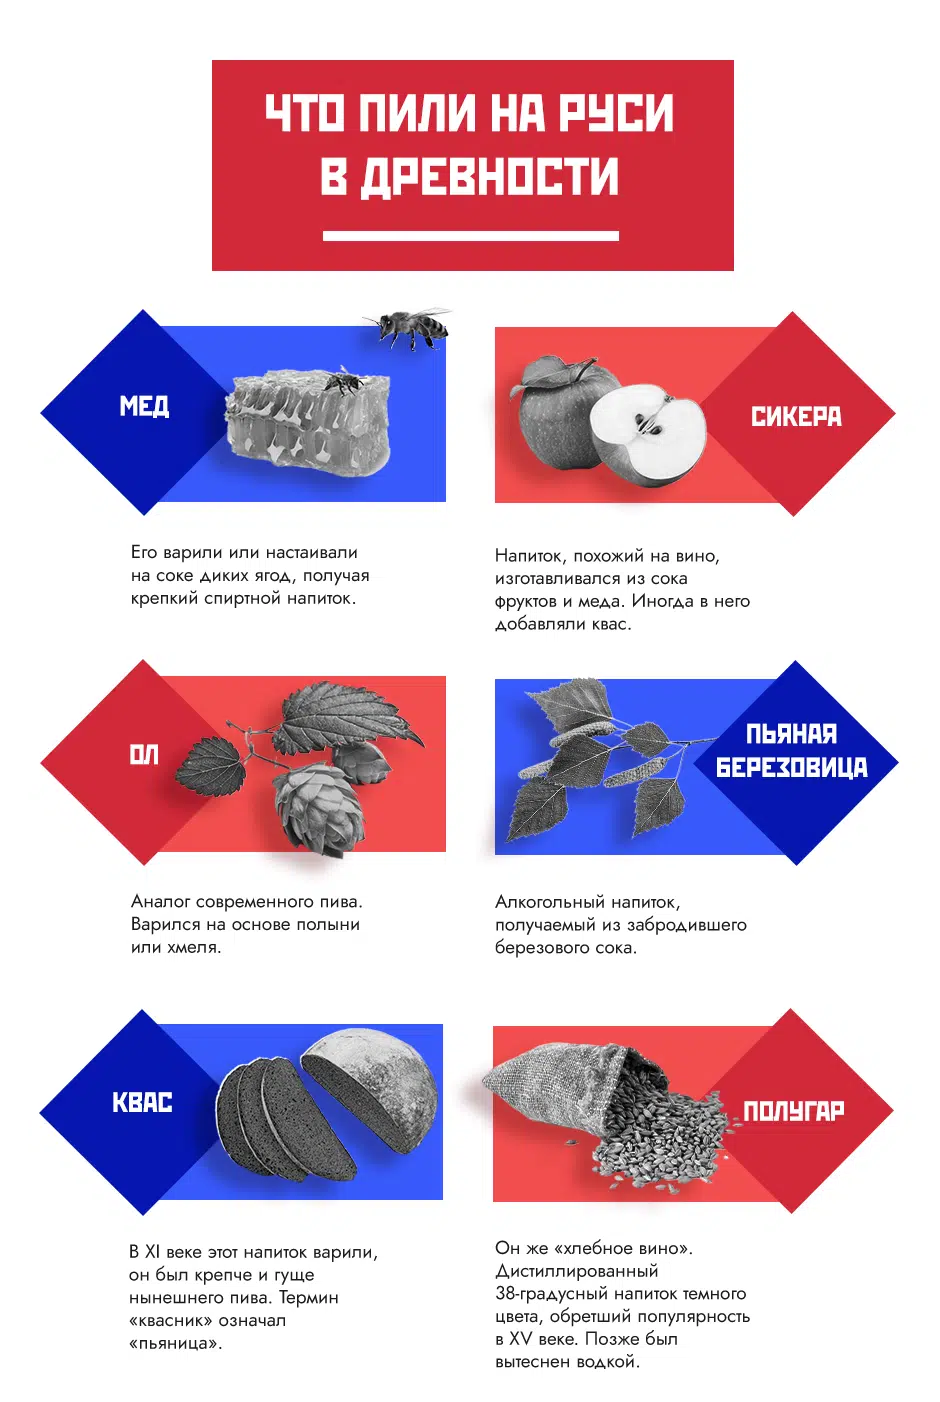 ЧТО ПИЛИ НА РУСИ
В ДРЕВНОСТИ
МЕД
Его варили или настаивали
на соке диких ягод, получая
крепкий спиртной напиток.
СИКЕРА
Напиток, похожий на вино,
изготавливался из сока
фруктов и меда. Иногда в него
добавляли квас.
ОЛ
Аналог современного пива.
Варился на основе полыни
или хмеля.
ПЬЯНАЯ
БЕРЕЗОВИЦА
Алкогольный напиток,
получаемый из забродившего
березового сока.
КВАС
В XI веке этот напиток варили,
он был крепче и гуще
нынешнего пива. Термин
«квасник» означал
«пьяница».
ПОЛУГАР
Он же «хлебное вино».
Дистиллированный
38-градусный напиток темного
цвета, обретший популярность
в XV веке. Позже был
вытеснен водкой.